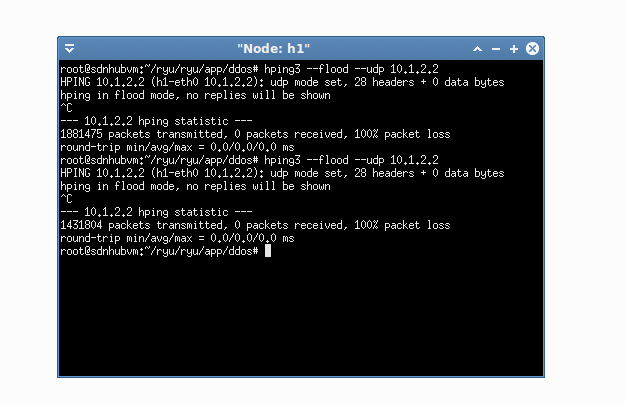 "Node: h1"
root@sdnhubvm:~/ryu/ryu/app/ddos# hping3 --flood --udp 10.1.2.2
HPING 10.1.2.2 (h1-eth0 10.1.2.2): udp mode set, 28 headers + 0 data bytes
hping in flood mode, no replies will be shown
^C
--- 10.1.2.2 hping statistic ---
1881475 packets transmitted, 0 packets received, 100% packet loss
round-trip min/avg/max = 0.0/0.0/0.0 ms
root@sdnhubvm:~/ryu/ryu/app/ddos# hping3 --flood --udp 10.1.2.2
HPING 10.1.2.2 (h1-eth0 10.1.2.2): udp mode set, 28 headers + 0 data bytes
hping in flood mode, no replies will be shown
^C
--- 10.1.2.2 hping statistic ---
1431804 packets transmitted, 0 packets received, 100% packet loss
round-trip min/avg/max = 0.0/0.0/0.0 ms
root@sdnhubvm:~/ryu/ryu/app/ddos#